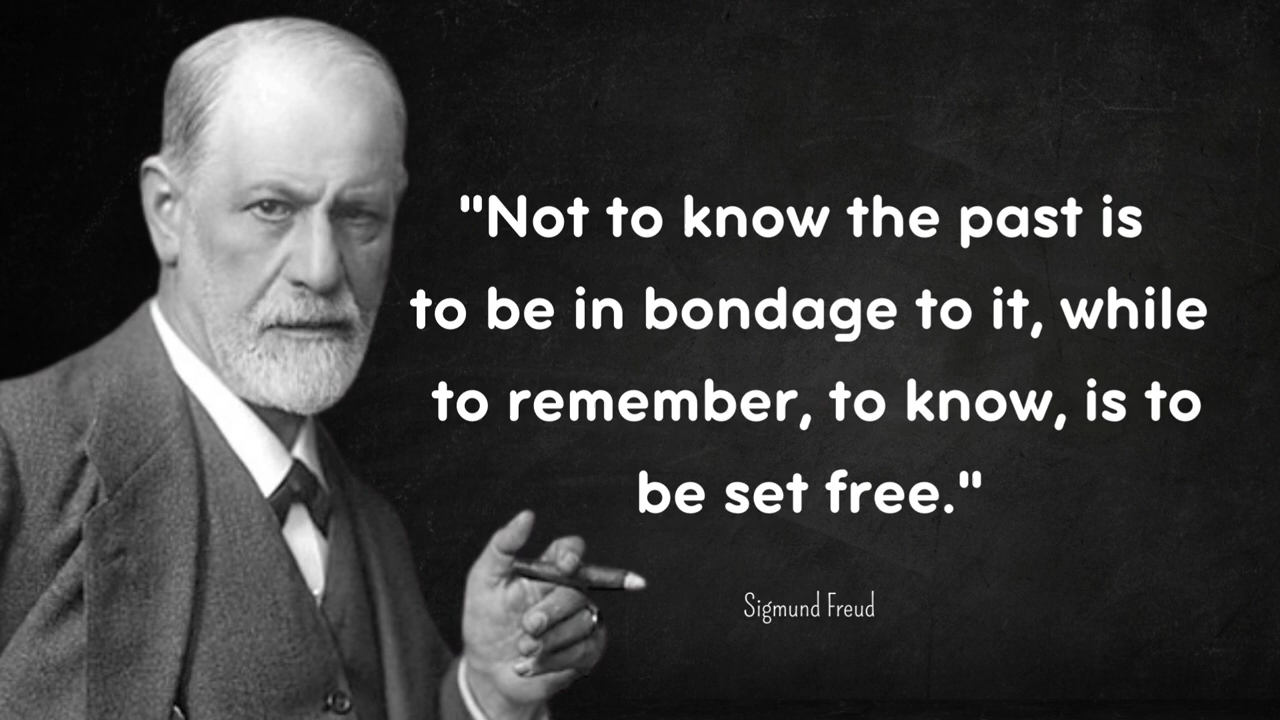 "Not to know the past is
to be in bondage to it, while
to remember, to know, is to
be set free."
Sigmund Freud